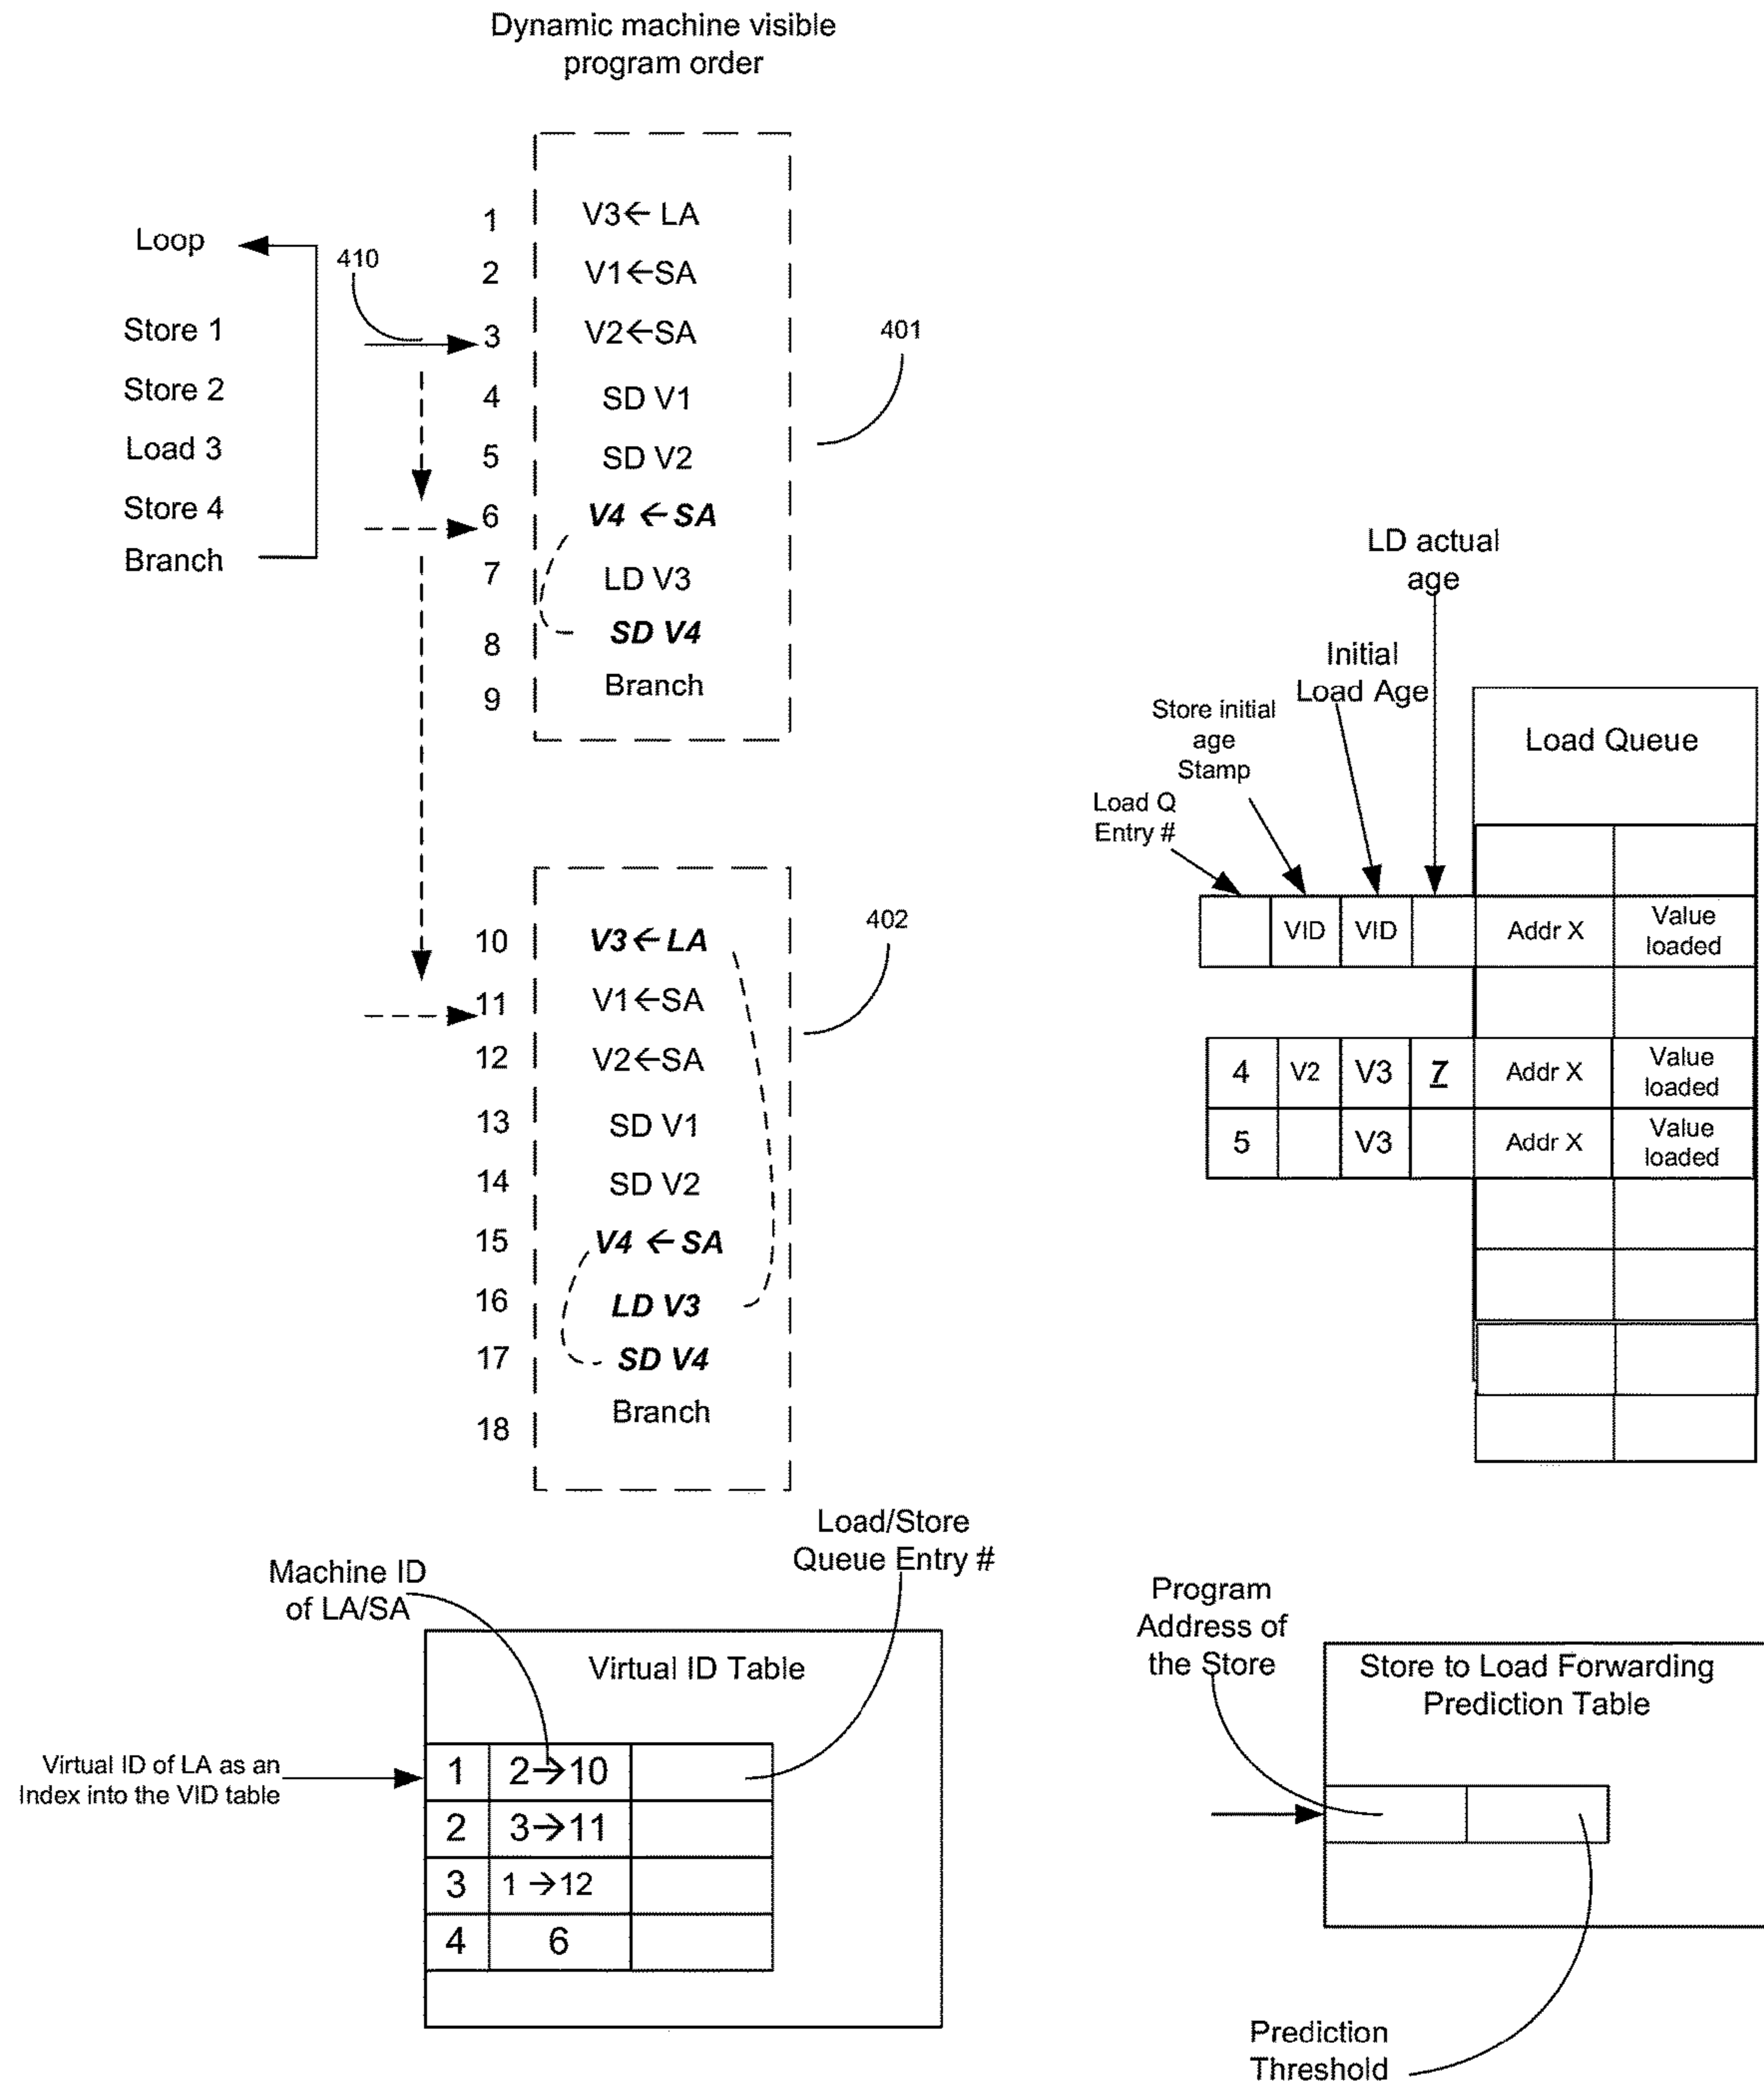 Dynamic machine visible
program order
Loop
Store 1
Store 2
Load 3
Store 4
Branch
410
1 V3← LA
2 V1←SA
3 V2←SA
4 SD V1
5 SD V2
6 V4 ←SA
7 LD V3
8 SD V4
9 Branch
401
10 V3←LA
11 V1←SA
12 V2←SA
13 SD V1
14 SD V2
15 V4 ←SA
16 LD V3
17 SD V4
18 Branch
402
LD actual
age
Initial
Load Age
Store initial
age
Stamp
Load Q
Entry #
Load Queue
VID VID Addr X Value
loaded
4 V2 V3 7 Addr X Value
loaded
5 V3 Addr X Value
loaded
Machine ID
of LA/SA
Load/Store
Queue Entry #
Virtual ID Table
Virtual ID of LA as an
Index into the VID table
1 2→10
2 3→11
3 1 →12
4 6
Program
Address of
the Store
Store to Load Forwarding
Prediction Table
Prediction
Threshold